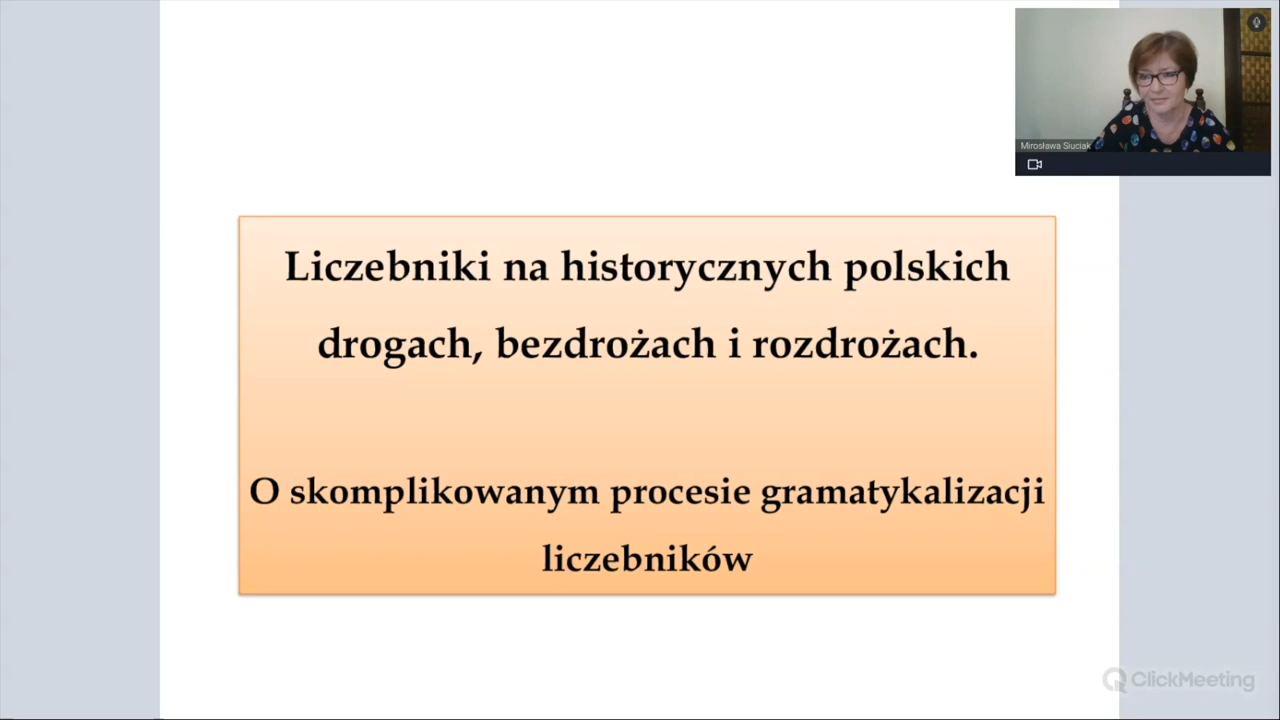 Mirosława Siuciak
Liczebniki na historycznych polskich
drogach, bezdrożach i rozdrożach.
O skomplikowanym procesie gramatykalizacji
liczebników
ClickMeeting